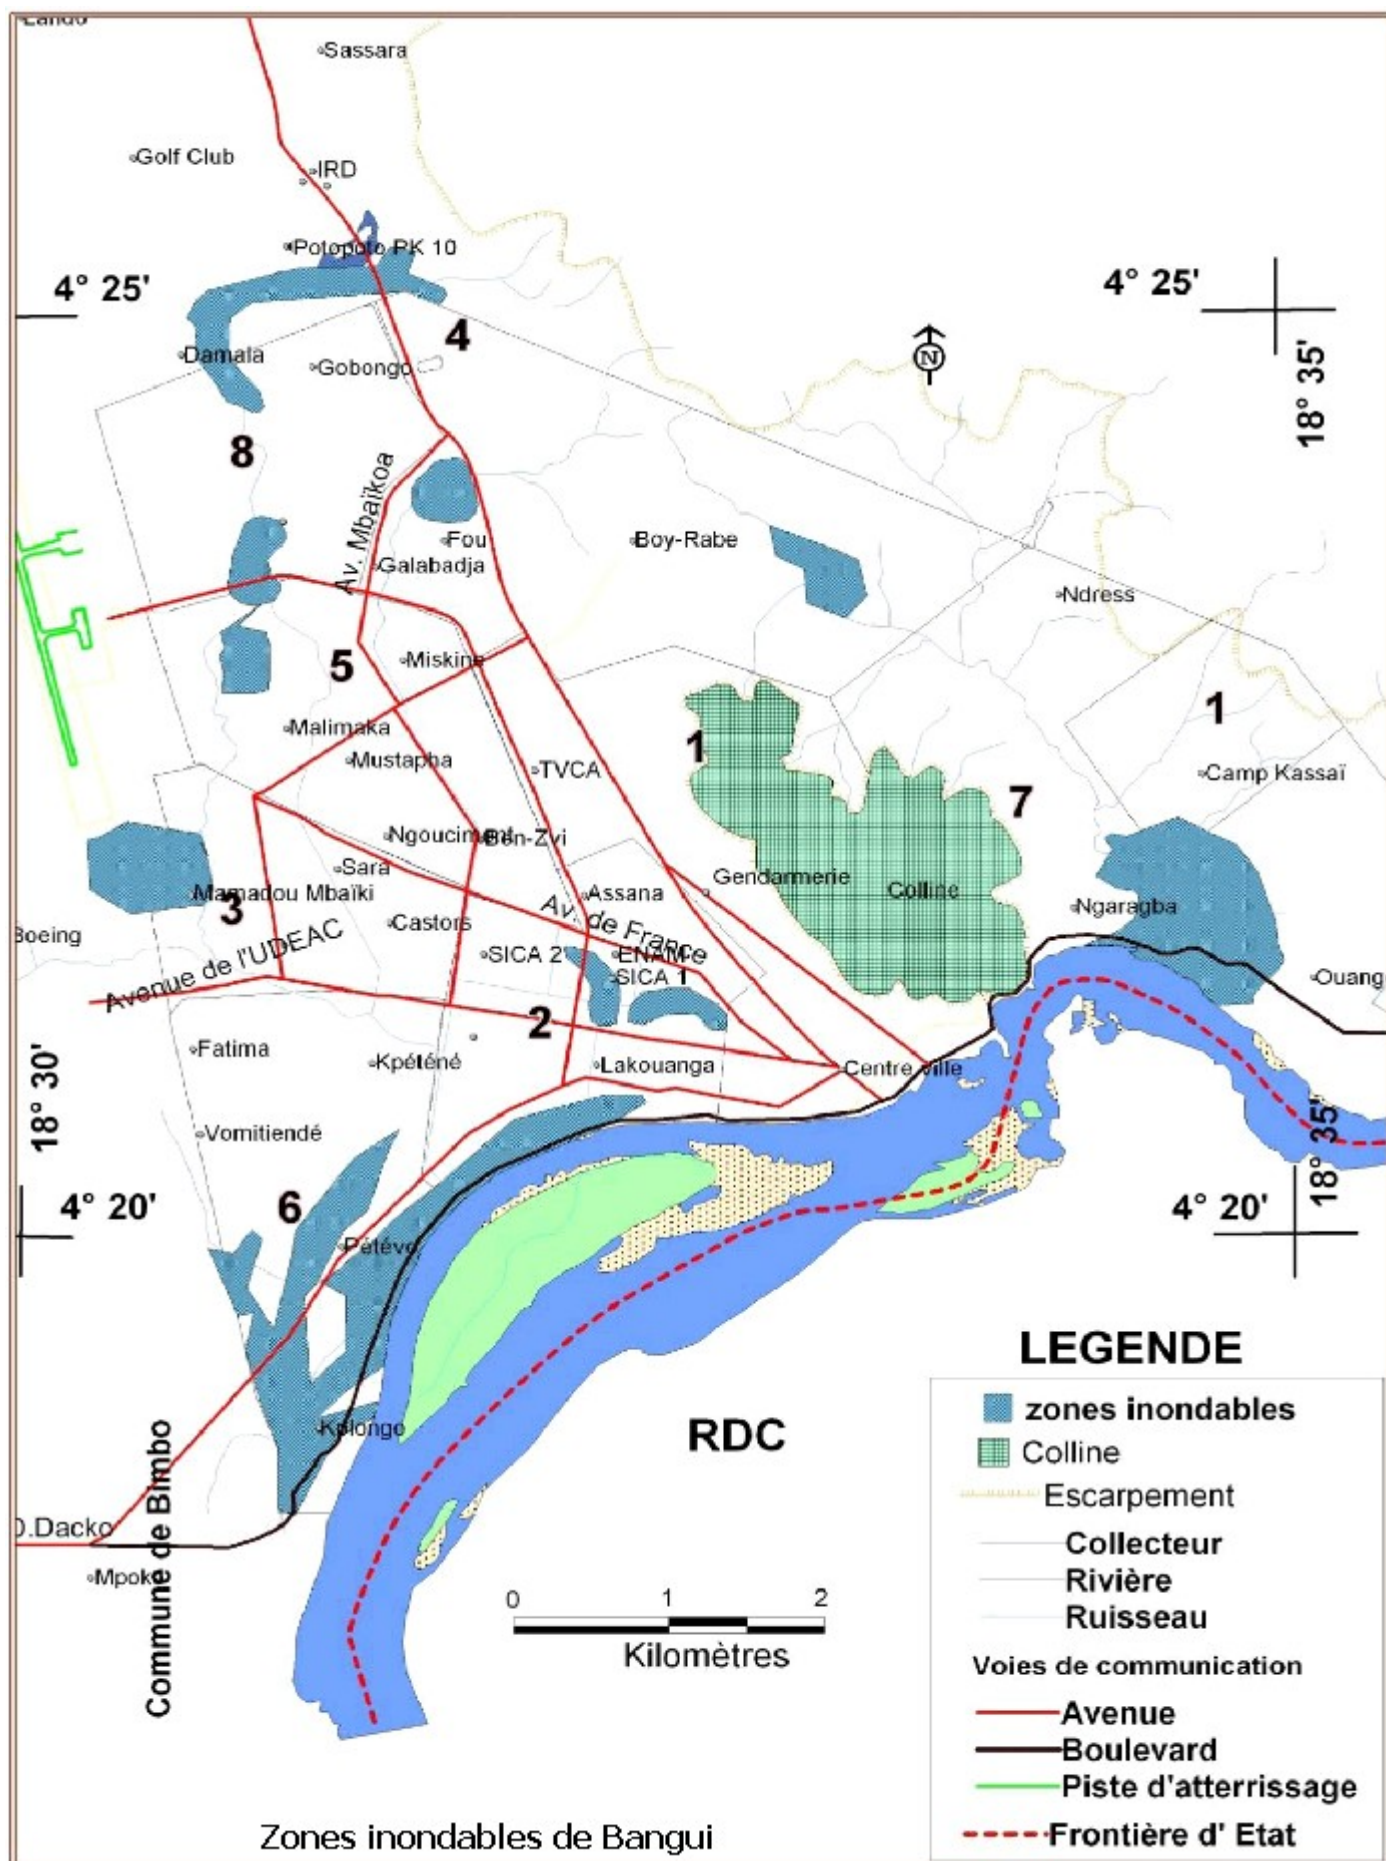 Lando
Sassara
Golf Club
IRD
Potopoto PK 10
4° 25'
4° 25'
18° 35'
N
4
Damala
Gobongo
8
Av. Mbaïkoa
Fou
Boy-Rabe
Galabadja
Ndress
5
Miskine
1
Malimaka
1
Mustapha
TVCA
Camp Kassaï
7
Ngouciment
Ben-Zvi
Sara
Gendarmerie
Colline
Mamadou Mbaïki
3
Assana
Ngaragba
Castors
Av. de France
Boeing
Avenue de l'UDEAC
SICA 2
ENAM
SICA 1
Ouang
2
Fatima
Kpéténé
Lakouanga
Centre ville
18° 30'
Vomitiendé
18° 35'
4° 20'
6
4° 20'
Pétévo
LEGENDE
zones inondables
Colline
Escarpement
Collecteur
Rivière
Ruisseau
Voies de communication
Avenue
Boulevard
Piste d'atterrissage
Frontière d' Etat
RDC
Kolongo
Commune de Bimbo
D.Dacko
Mpoko
0 1 2
Kilomètres
Zones inondables de Bangui